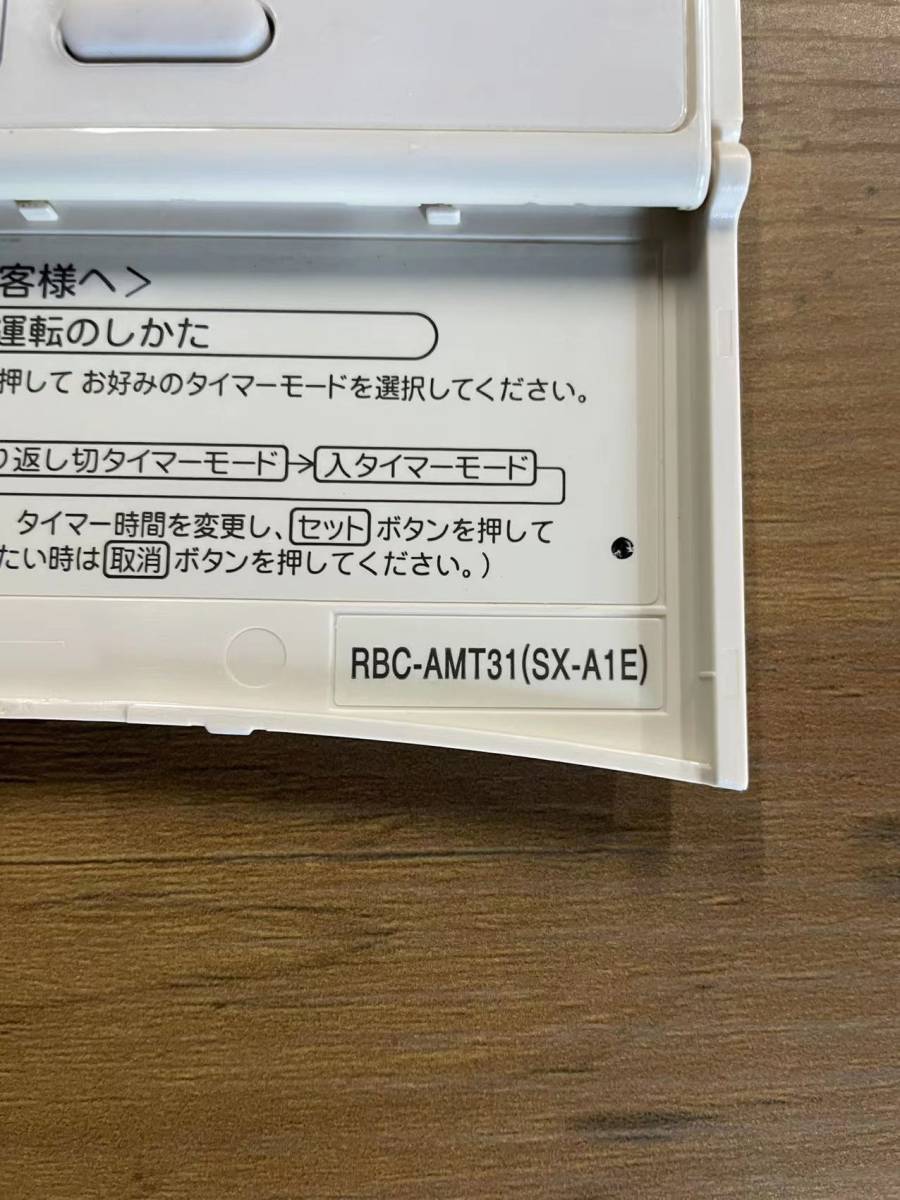 客様へ＞
運転のしかた
押して お好みのタイマーモードを選択してください。
り返し切タイマーモード→入タイマーモード
タイマー時間を変更し、セットボタンを押して
たい時は取消ボタンを押してください。）
RBC-AMT31(SX-A1E)